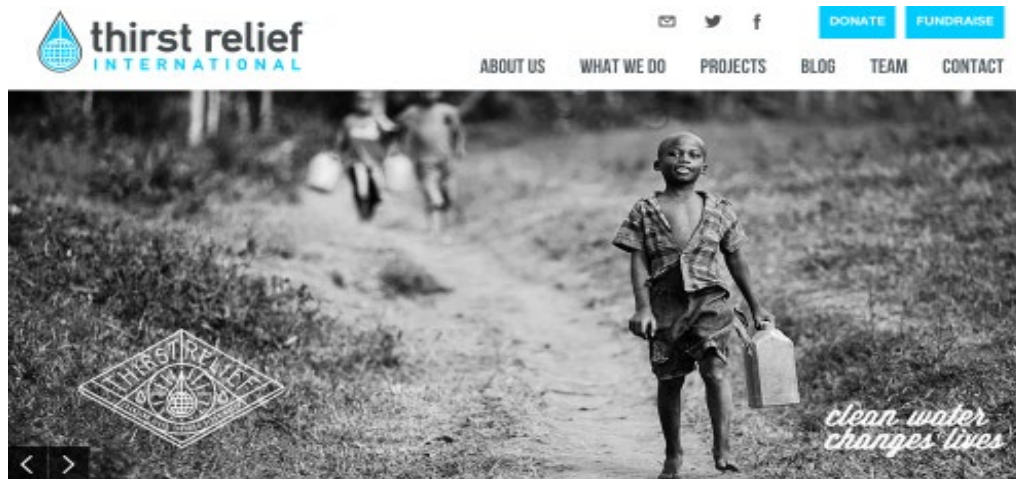 thirst relief
INTERNATIONAL
DONATE
FUNDRAISE
ABOUT US
WHAT WE DO
PROJECTS
BLOG
TEAM
CONTACT
THIRST RELIEF
clean water
changes lives